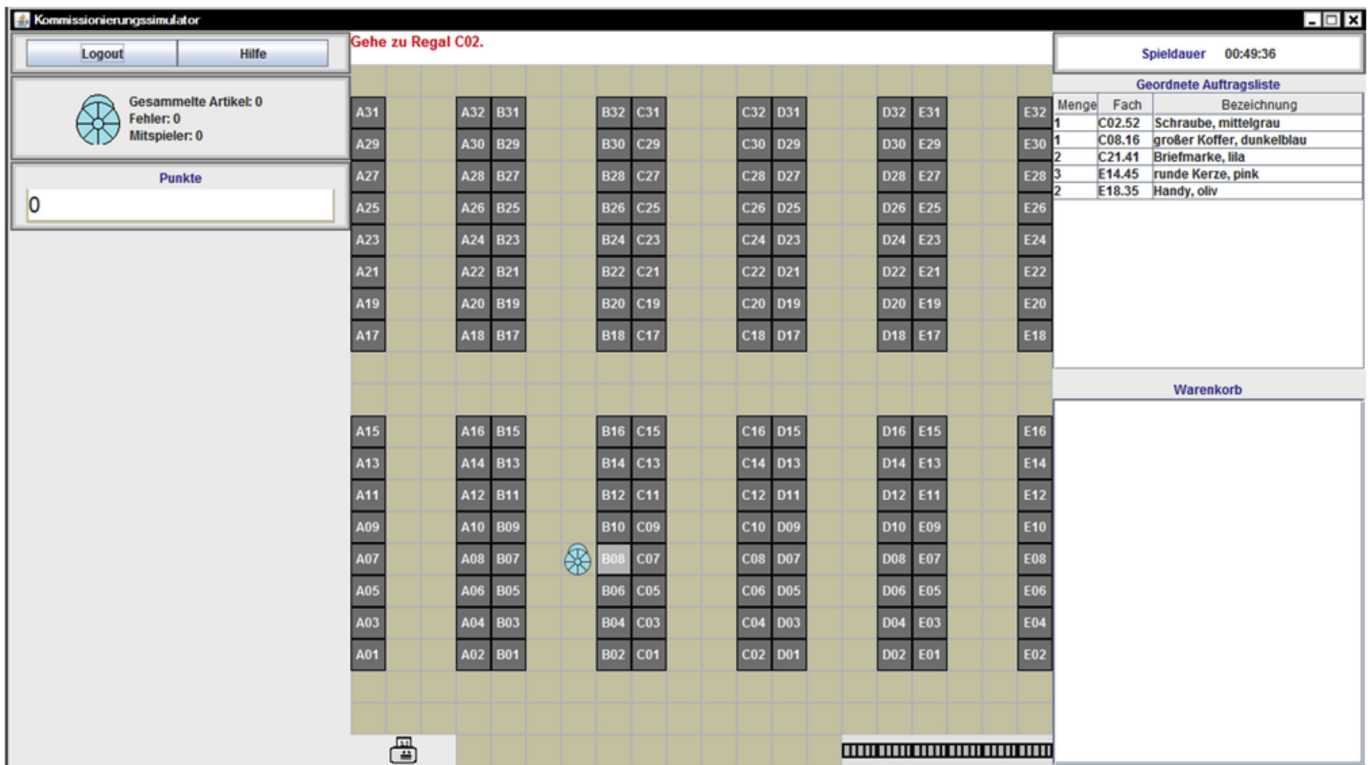 Kommissionierungssimulator
Logout Hilfe
Gesammelte Artikel: 0
Fehler: 0
Mitspieler: 0
Punkte
0
Gehe zu Regal C02.
A31 A32 B31 B32 C31 C32 D31 D32 E31 E32
A29 A30 B29 B30 C29 C30 D29 D30 E29 E30
A27 A28 B27 B28 C27 C28 D27 D28 E27 E28
A25 A26 B25 B26 C25 C26 D25 D26 E25 E26
A23 A24 B23 B24 C23 C24 D23 D24 E23 E24
A21 A22 B21 B22 C21 C22 D21 D22 E21 E22
A19 A20 B19 B20 C19 C20 D19 D20 E19 E20
A17 A18 B17 B18 C17 C18 D17 D18 E17 E18
A15 A16 B15 B16 C15 C16 D15 D16 E15 E16
A13 A14 B13 B14 C13 C14 D13 D14 E13 E14
A11 A12 B11 B12 C11 C12 D11 D12 E11 E12
A09 A10 B09 B10 C09 C10 D09 D10 E09 E10
A07 A08 B07 B08 C07 C08 D07 D08 E07 E08
A05 A06 B05 B06 C05 C06 D05 D06 E05 E06
A03 A04 B03 B04 C03 C04 D03 D04 E03 E04
A01 A02 B01 B02 C01 C02 D01 D02 E01 E02
Spieldauer 00:49:36
Geordnete Auftragsliste
Menge Fach Bezeichnung
1 C02.52 Schraube, mittelgrau
1 C08.16 großer Koffer, dunkelblau
2 C21.41 Briefmarke, lila
3 E14.45 runde Kerze, pink
2 E18.35 Handy, oliv
Warenkorb